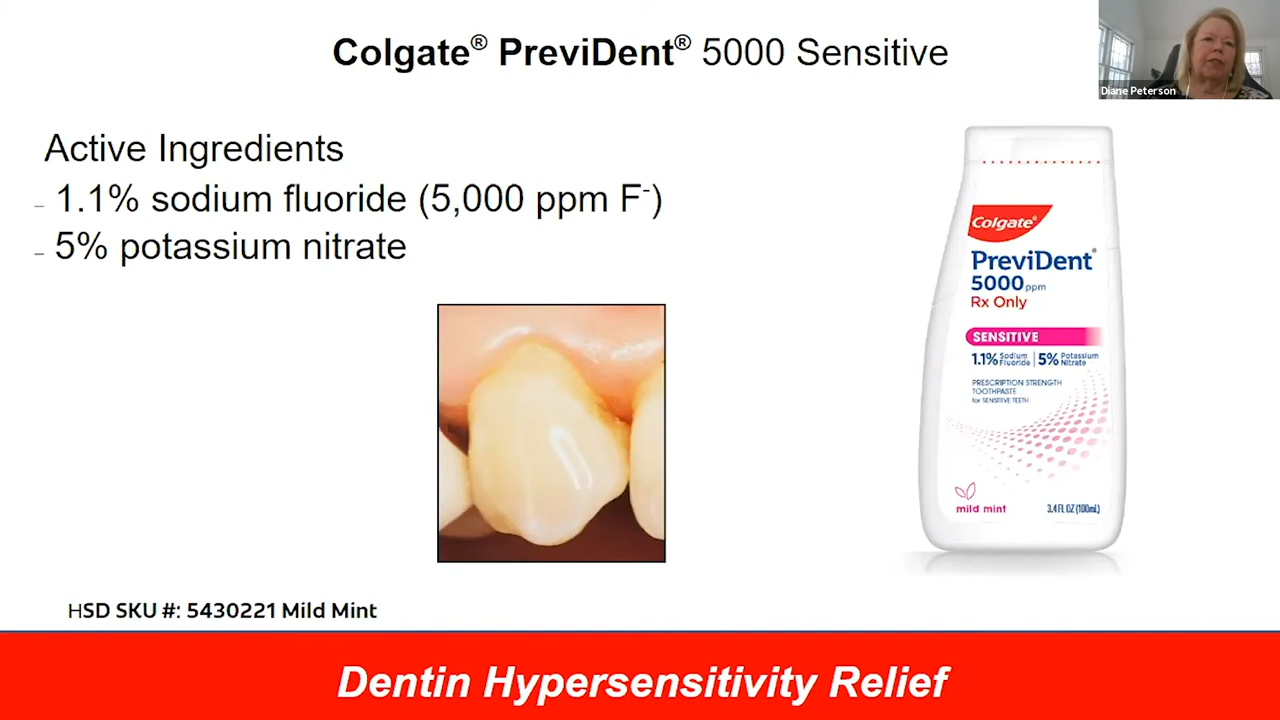 Colgate® PreviDent® 5000 Sensitive
Diane Peterson
Active Ingredients
- 1.1% sodium fluoride (5,000 ppm F-)
- 5% potassium nitrate
Colgate®
PreviDent®
5000 ppm
Rx Only
SENSITIVE
1.1% Sodium Fluoride | 5% Potassium Nitrate
PRESCRIPTION STRENGTH
TOOTHPASTE
for SENSITIVE TEETH
mild mint
3.4 FL OZ (100mL)
HSD SKU #: 5430221 Mild Mint
Dentin Hypersensitivity Relief